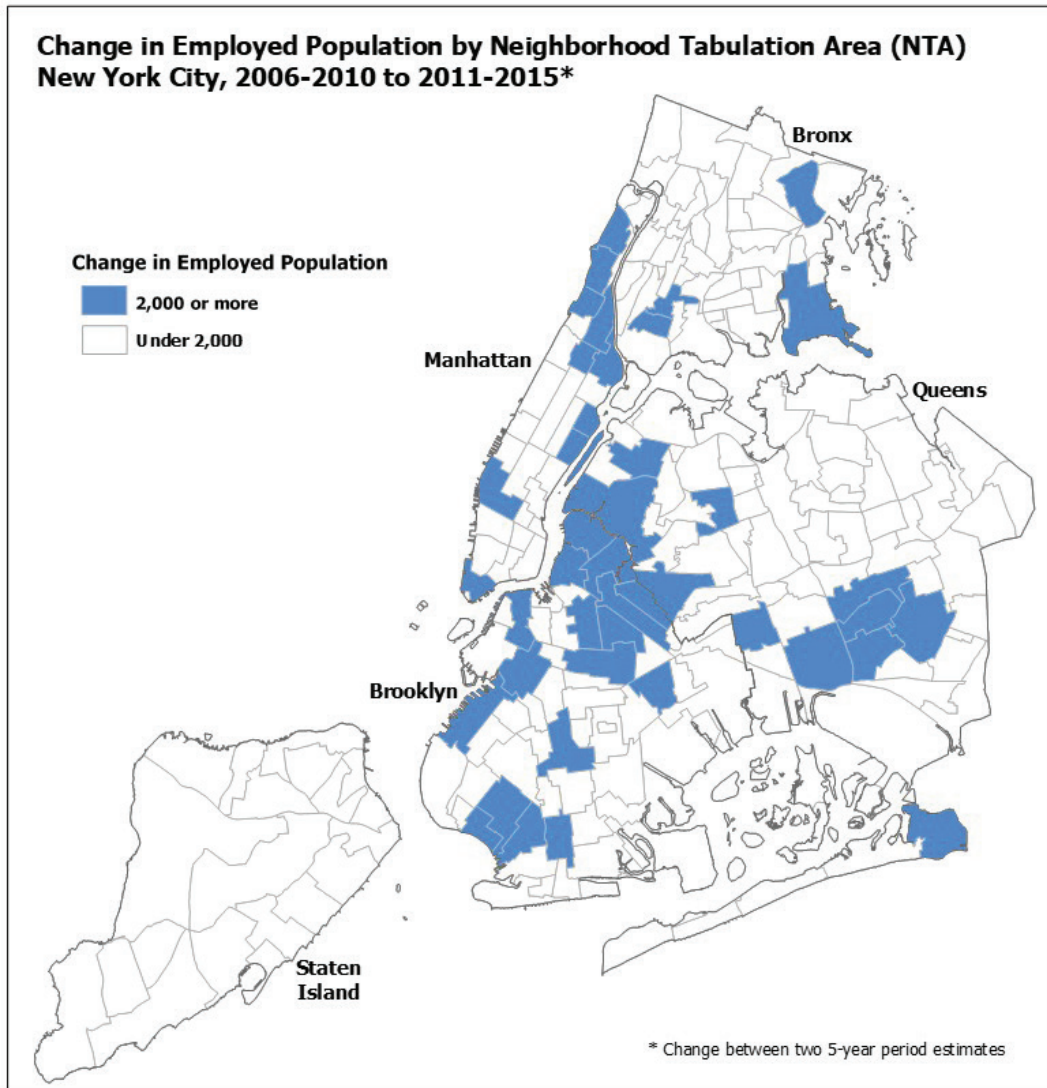 Change in Employed Population by Neighborhood Tabulation Area (NTA)
New York City, 2006-2010 to 2011-2015*
Bronx
Change in Employed Population
2,000 or more
Under 2,000
Manhattan
Queens
Brooklyn
Staten
Island
* Change between two 5-year period estimates